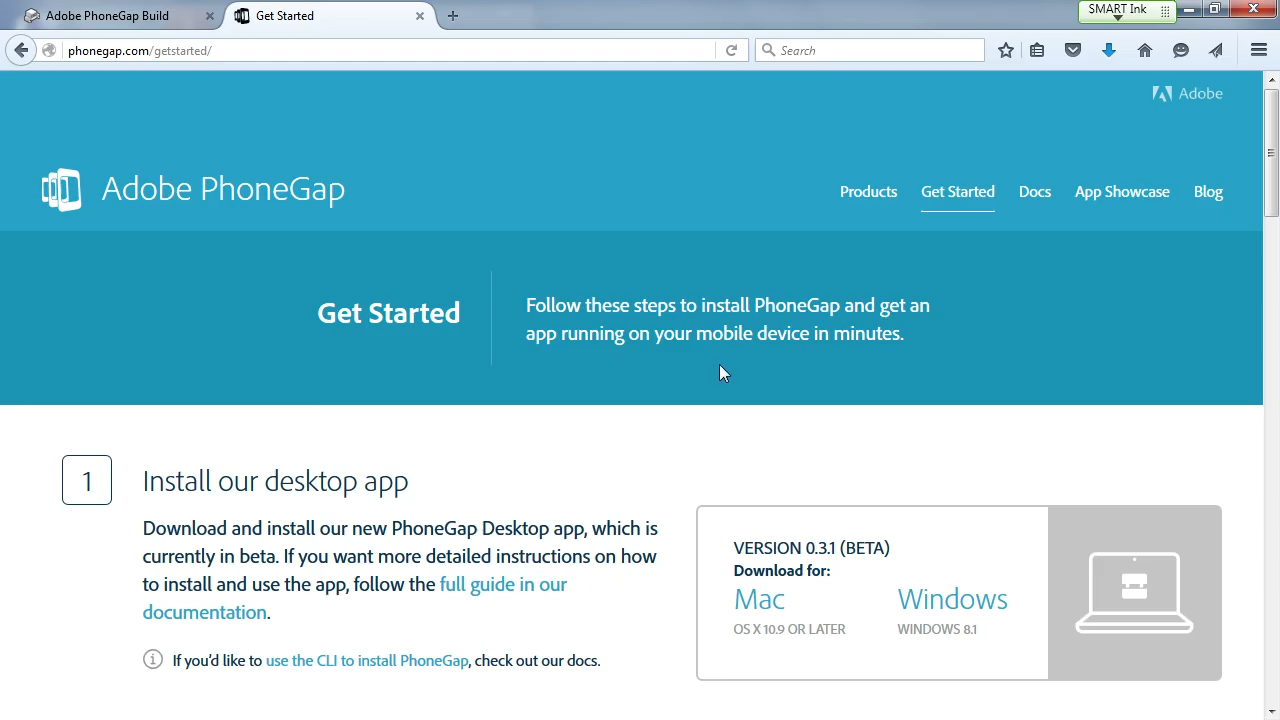 Adobe PhoneGap Build
Get Started
SMART Ink
phonegap.com/getstarted/
Search
Adobe
Adobe PhoneGap
Products
Get Started
Docs
App Showcase
Blog
Get Started
Follow these steps to install PhoneGap and get an
app running on your mobile device in minutes.
1
Install our desktop app
Download and install our new PhoneGap Desktop app, which is
currently in beta. If you want more detailed instructions on how
to install and use the app, follow the full guide in our
documentation.
If you'd like to use the CLI to install PhoneGap, check out our docs.
VERSION 0.3.1 (BETA)
Download for:
Mac
Windows
OS X 10.9 OR LATER
WINDOWS 8.1